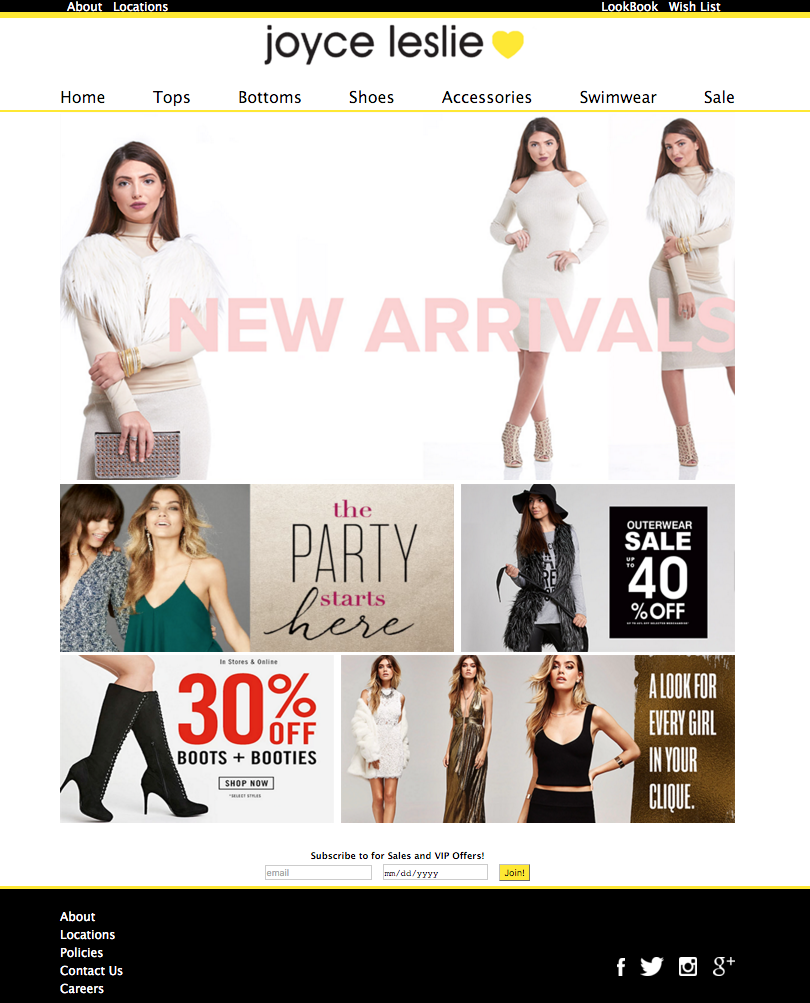 About Locations LookBook Wish List
joyce leslie
Home Tops Bottoms Shoes Accessories Swimwear Sale
NEW ARRIVALS
the
PARTY
starts
here
OUTERWEAR
SALE
UP TO 40
%OFF
In Stores & Online
30%
OFF
BOOTS + BOOTIES
SHOP NOW
*SELECT STYLES
A LOOK FOR
EVERY GIRL
IN YOUR
CLIQUE.
Subscribe to for Sales and VIP Offers!
email mm/dd/yyyy Join!
About
Locations
Policies
Contact Us
Careers